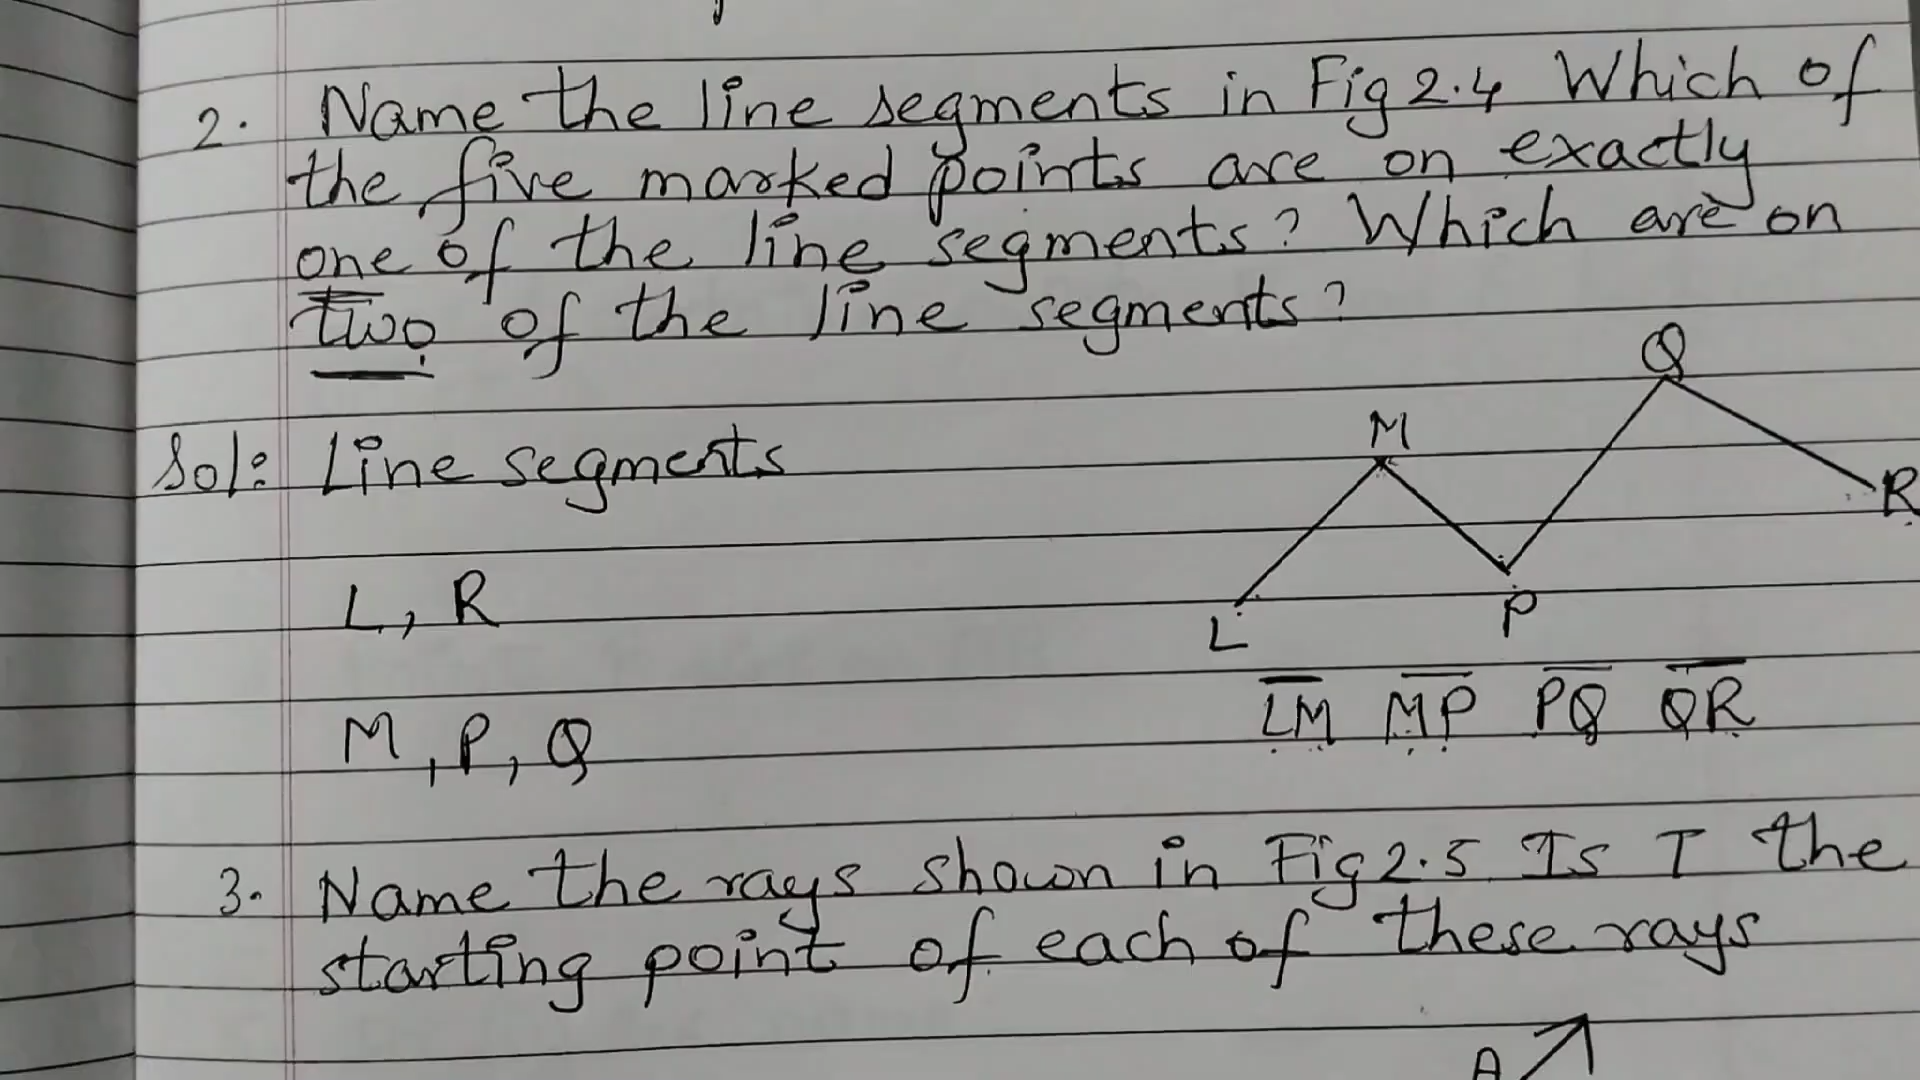 2. Name the line segments in Fig 2.4 Which of
the five marked points are on exactly
one of the line segments? Which are on
two of the line segments?
Q
M
Sol: Line segments
R
L, R
P
L
LM MP PQ QR
M, P, Q
3. Name the rays shown in Fig 2.5 Is T the
starting point of each of these rays
A